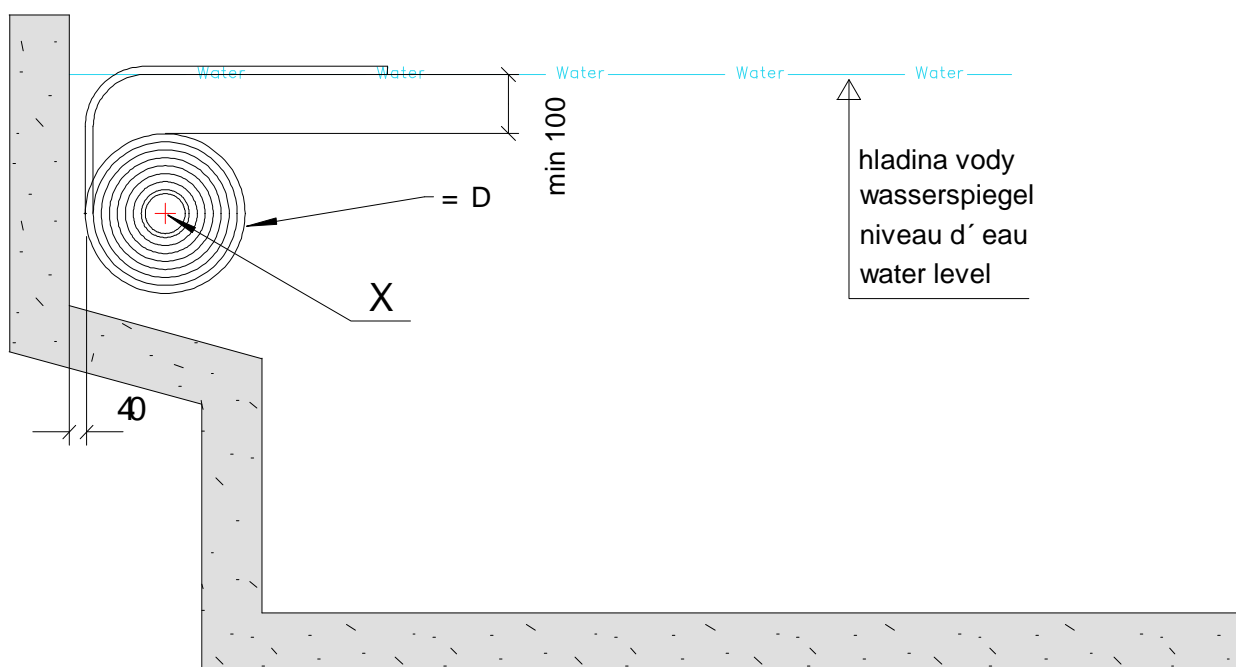 Water Water Water Water Water
min 100
hladina vody
wasserspiegel
niveau d´ eau
water level
= D
X
40